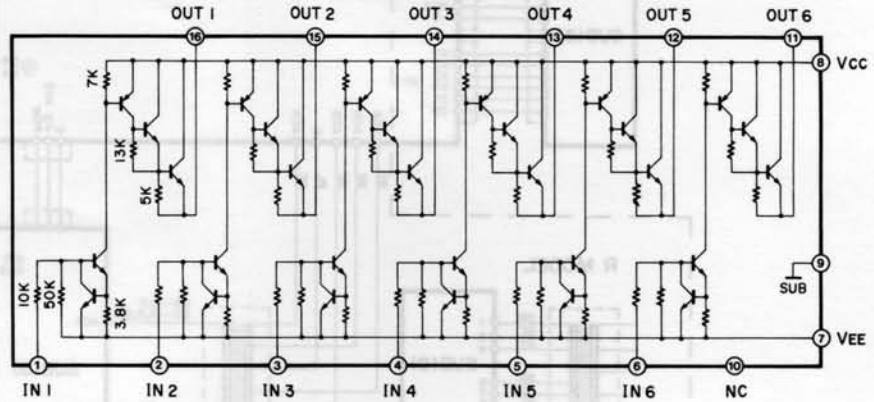 OUT 1 OUT 2 OUT 3 OUT 4 OUT 5 OUT 6
16 15 14 13 12 11
7K
8 VCC
13K
5K
9
SUB
10K 50K 3.8K
7 VEE
1 2 3 4 5 6 10
IN 1 IN 2 IN 3 IN 4 IN 5 IN 6 NC